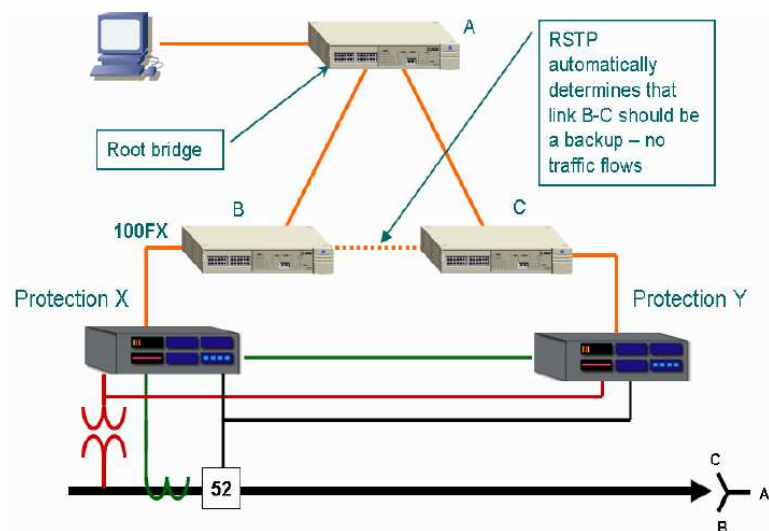 A
RSTP
automatically
determines that
link B-C should be
a backup – no
traffic flows
Root bridge
B
C
100FX
Protection X
Protection Y
52
C
A
B